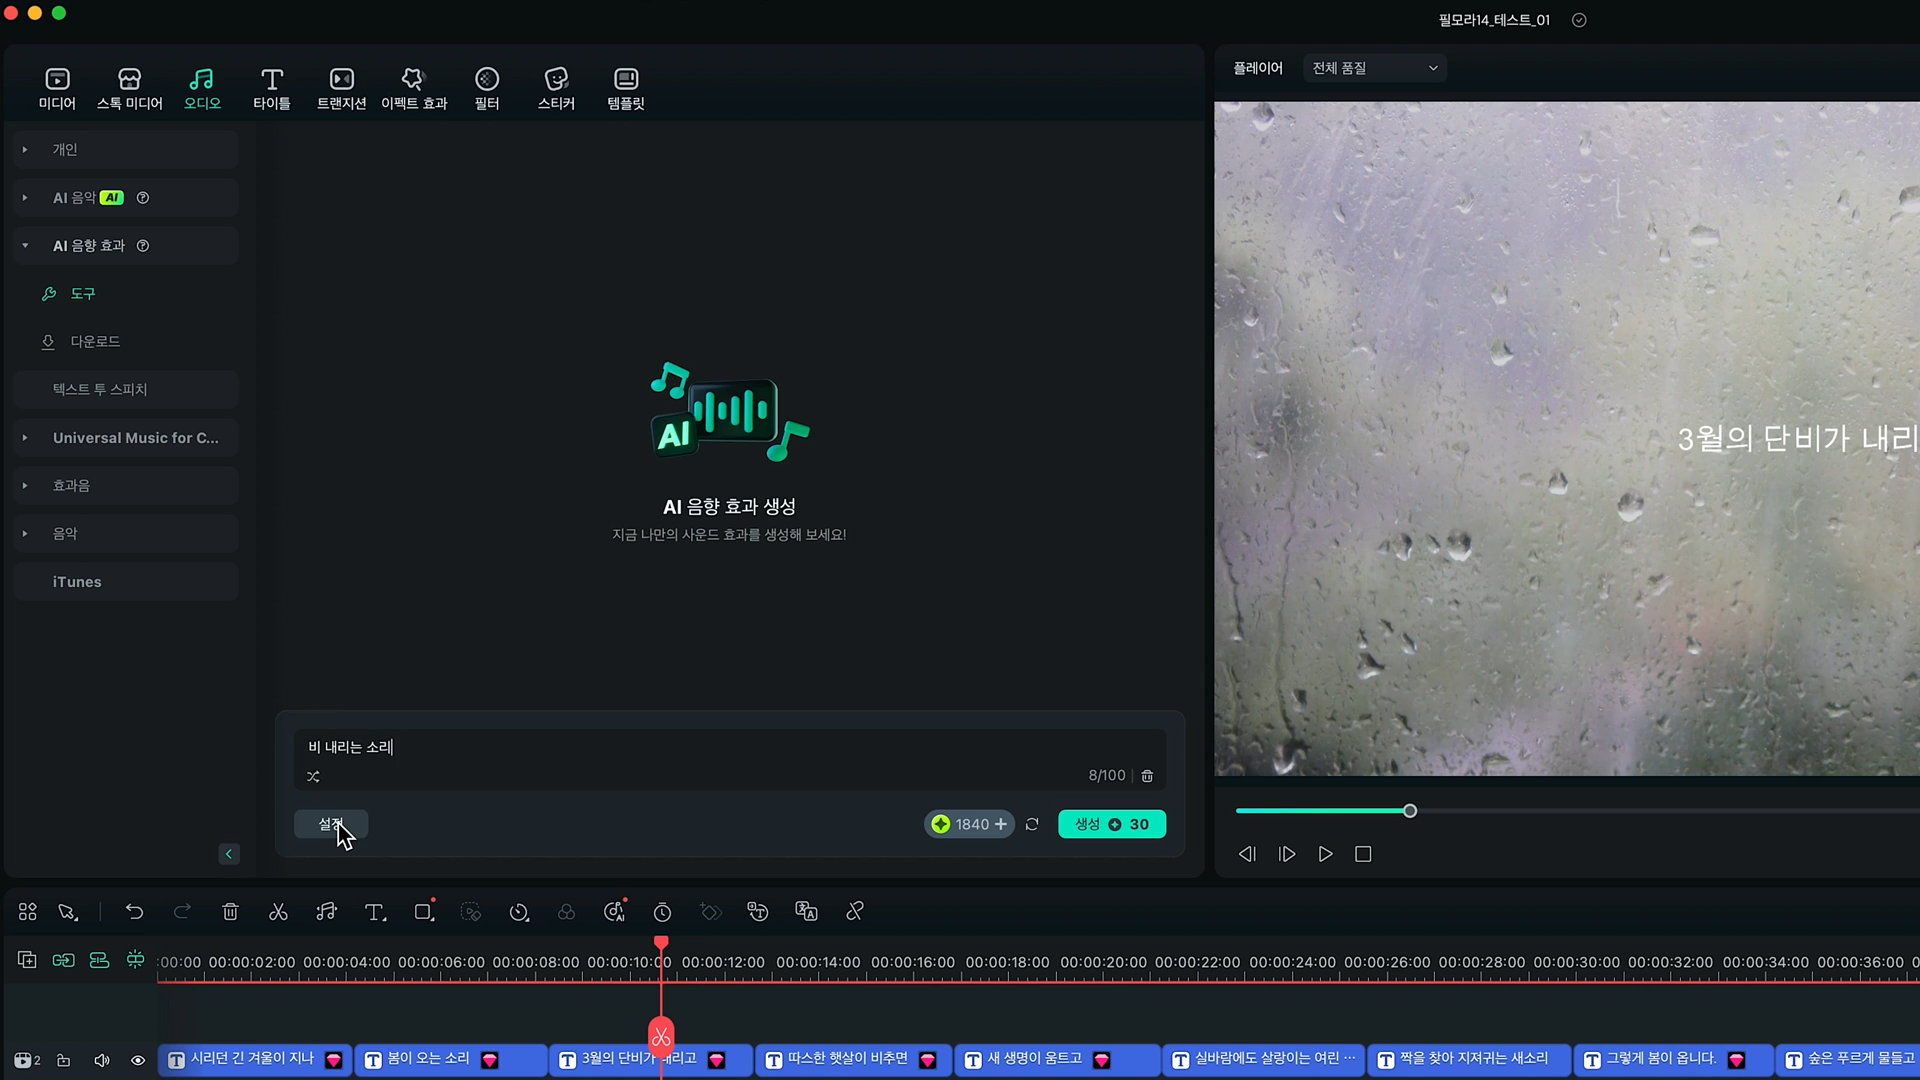 필모라14_테스트_01
미디어 스톡 미디어 오디오 타이틀 트랜지션 이펙트 효과 필터 스티커 템플릿
플레이어 전체 품질
개인
AI 음악 AI
AI 음향 효과
도구
다운로드
텍스트 투 스피치
Universal Music for C...
효과음
음악
iTunes
AI
AI 음향 효과 생성
지금 나만의 사운드 효과를 생성해 보세요!
3월의 단비가 내리
비 내리는 소리
8/100
설정
1840
생성 30
:00:00 00:00:02:00 00:00:04:00 00:00:06:00 00:00:08:00 00:00:10:00 00:00:12:00 00:00:14:00 00:00:16:00 00:00:18:00 00:00:20:00 00:00:22:00 00:00:24:00 00:00:26:00 00:00:28:00 00:00:30:00 00:00:32:00 00:00:34:00 00:00:36:00
2
시리던 긴 겨울이 지나 봄이 오는 소리 3월의 단비가 내리고 따스한 햇살이 비추면 새 생명이 움트고 실바람에도 살랑이는 여린 ... 짝을 찾아 지저귀는 새소리 그렇게 봄이 옵니다. 숲은 푸르게 물들고